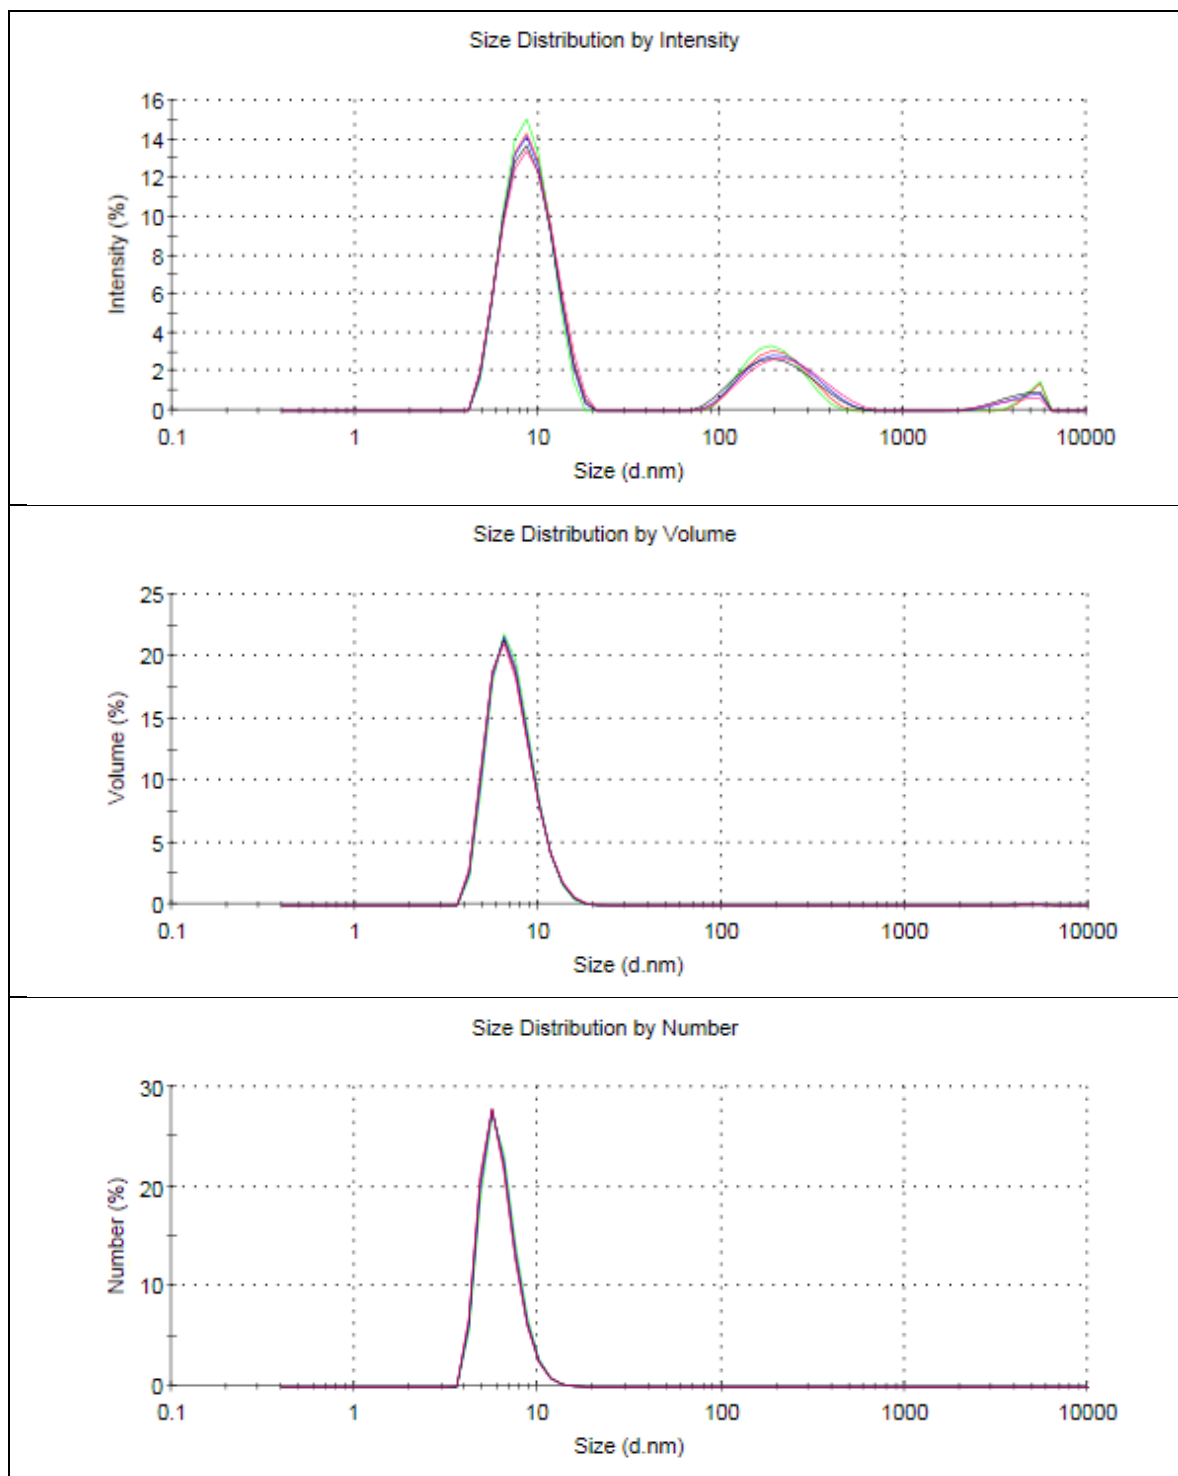 Size Distribution by Intensity
16
14
12
10
8
6
4
2
0
Intensity (%)
0.1 1 10 100 1000 10000
Size (d.nm)
Size Distribution by Volume
25
20
15
10
5
0
Volume (%)
0.1 1 10 100 1000 10000
Size (d.nm)
Size Distribution by Number
30
20
10
0
Number (%)
0.1 1 10 100 1000 10000
Size (d.nm)